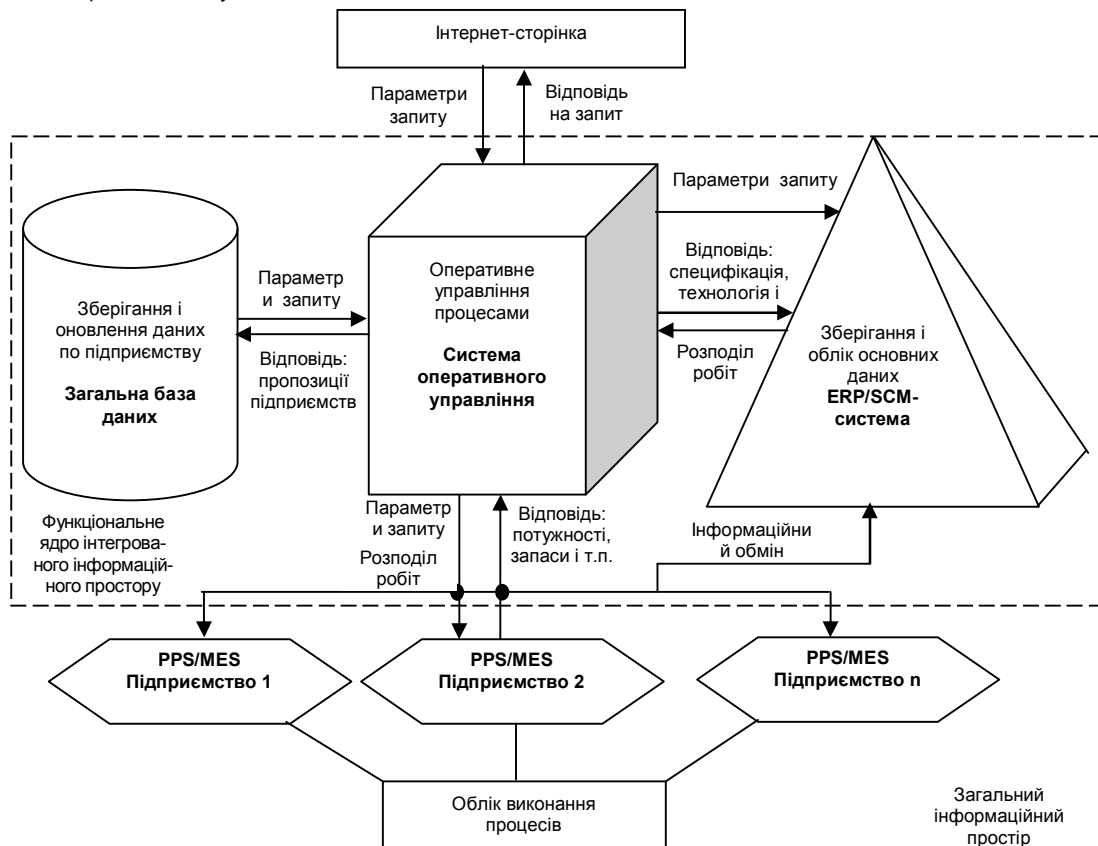 Інтернет-сторінка
Параметри
запиту
Відповідь
на запит
Параметри запиту
Зберігання і
оновлення даних
по підприємству
Загальна база
даних
Параметр
и запиту
Відповідь:
пропозиції
підприємств
Оперативне
управління
процесами
Система
оперативного
управління
Відповідь:
специфікація,
технологія і
Розподіл
робіт
Зберігання і
облік основних
даних
ERP/SCM-
система
Функціональне
ядро інтегрова-
ного інформацій-
ного простору
Параметр
и запиту
Розподіл
робіт
Відповідь:
потужності,
запаси і т.п.
Інформаційни
й обмін
PPS/MES
Підприємство 1
PPS/MES
Підприємство 2
PPS/MES
Підприємство n
Облік виконання
процесів
Загальний
інформаційний
простір